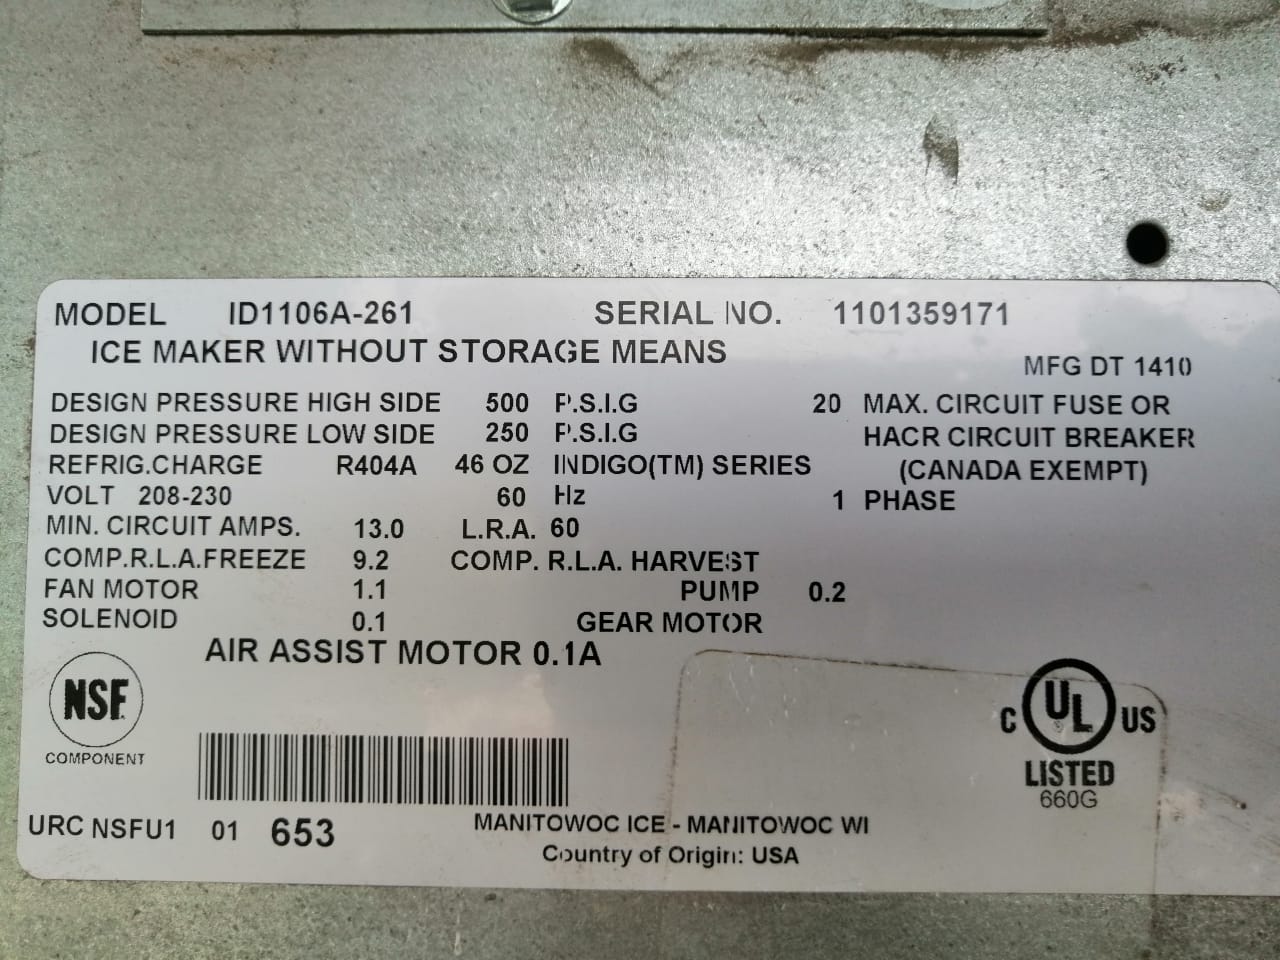 MODEL ID1106A-261 SERIAL NO. 1101359171
ICE MAKER WITHOUT STORAGE MEANS
MFG DT 1410
DESIGN PRESSURE HIGH SIDE 500 P.S.I.G 20 MAX. CIRCUIT FUSE OR
DESIGN PRESSURE LOW SIDE 250 P.S.I.G HACR CIRCUIT BREAKER
REFRIG.CHARGE R404A 46 OZ INDIGO(TM) SERIES (CANADA EXEMPT)
VOLT 208-230 60 Hz 1 PHASE
MIN. CIRCUIT AMPS. 13.0 L.R.A. 60
COMP.R.L.A.FREEZE 9.2 COMP. R.L.A. HARVEST
FAN MOTOR 1.1 PUMP 0.2
SOLENOID 0.1 GEAR MOTOR
AIR ASSIST MOTOR 0.1A
NSF
COMPONENT
C UL US
LISTED
660G
URC NSFU1 01 653
MANITOWOC ICE - MANITOWOC WI
Country of Origin: USA